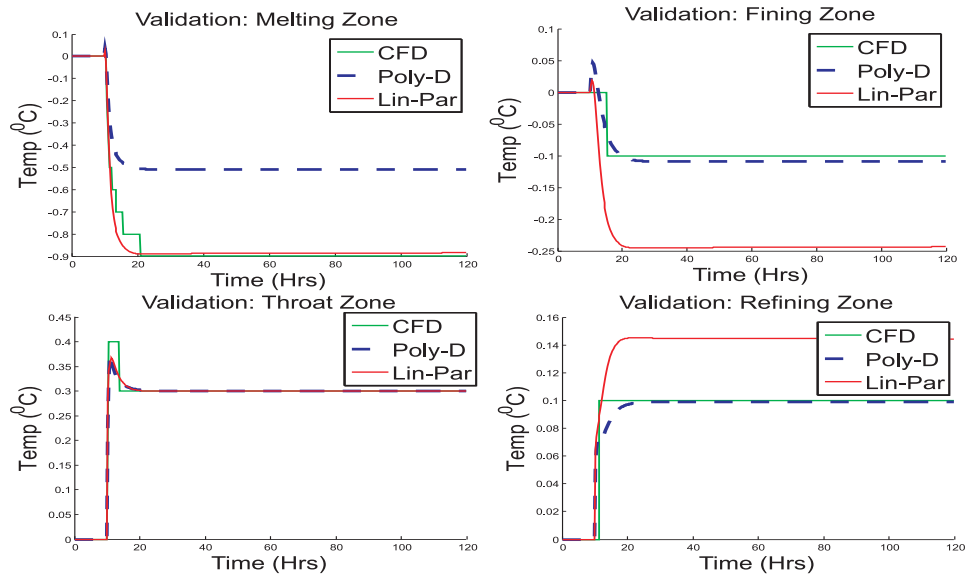 Validation: Melting Zone
0.1
0
-0.1
-0.2
-0.3
-0.4
-0.5
-0.6
-0.7
-0.8
-0.9
Temp (⁰C)
CFD
Poly-D
Lin-Par
0 20 40 60 80 100 120
Time (Hrs)
Validation: Fining Zone
0.1
0.05
0
-0.05
-0.1
-0.15
-0.2
-0.25
Temp (⁰C)
CFD
Poly-D
Lin-Par
0 20 40 60 80 100 120
Time (Hrs)
Validation: Throat Zone
0.45
0.4
0.35
0.3
0.25
0.2
0.15
0.1
0.05
0
Temp (⁰C)
CFD
Poly-D
Lin-Par
0 20 40 60 80 100 120
Time (Hrs)
Validation: Refining Zone
0.16
0.14
0.12
0.1
0.08
0.06
0.04
0.02
0
Temp (⁰C)
CFD
Poly-D
Lin-Par
0 20 40 60 80 100 120
Time (Hrs)